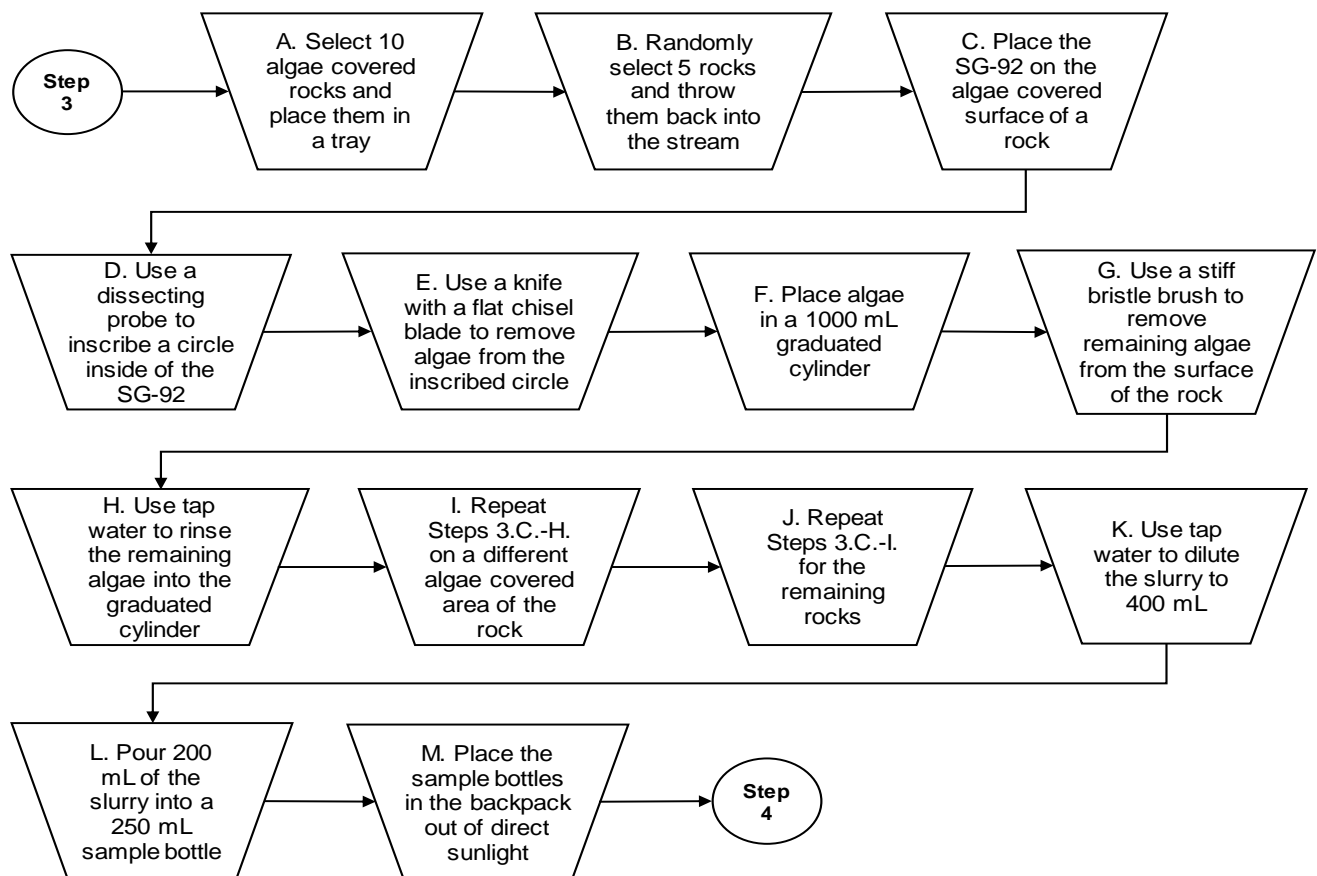 Step
3
A. Select 10
algae covered
rocks and
place them in
a tray
B. Randomly
select 5 rocks
and throw
them back into
the stream
C. Place the
SG-92 on the
algae covered
surface of a
rock
D. Use a
dissecting
probe to
inscribe a circle
inside of the
SG-92
E. Use a knife
with a flat chisel
blade to remove
algae from the
inscribed circle
F. Place algae
in a 1000 mL
graduated
cylinder
G. Use a stiff
bristle brush to
remove
remaining algae
from the surface
of the rock
H. Use tap
water to rinse
the remaining
algae into the
graduated
cylinder
I. Repeat
Steps 3.C.-H.
on a different
algae covered
area of the
rock
J. Repeat
Steps 3.C.-I.
for the
remaining
rocks
K. Use tap
water to dilute
the slurry to
400 mL
L. Pour 200
mL of the
slurry into a
250 mL
sample bottle
M. Place the
sample bottles
in the backpack
out of direct
sunlight
Step
4